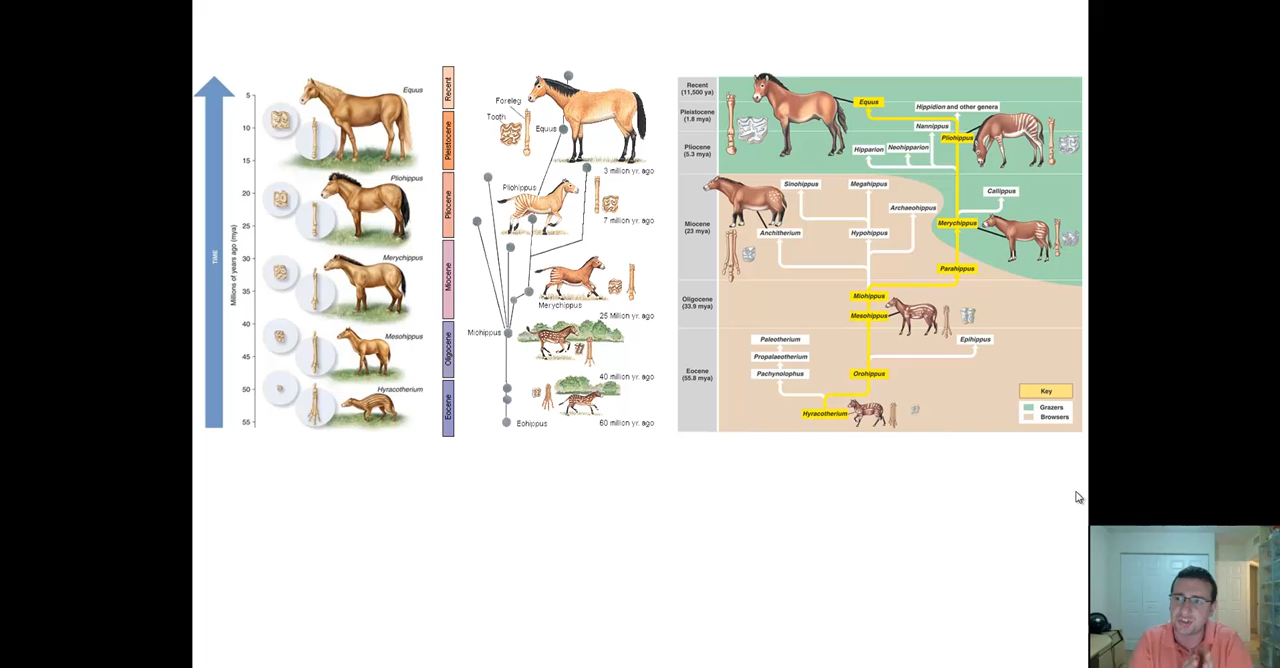 TIME
Millions of years ago (mya)
5
10
15
20
25
30
35
40
45
50
55
Equus
Pliohippus
Merychippus
Mesohippus
Hyracotherium
Recent
Pleistocene
Pliocene
Miocene
Oligocene
Eocene
Foreleg
Tooth
Equus
3 million yr. ago
Pliohippus
7 million yr. ago
Merychippus
25 Million yr. ago
Miohippus
40 million yr. ago
Eohippus
60 million yr. ago
Recent
(11,500 ya)
Pleistocene
(1.8 mya)
Pliocene
(5.3 mya)
Miocene
(23 mya)
Oligocene
(33.9 mya)
Eocene
(55.8 mya)
Equus
Hippidion and other genera
Nannippus
Pliohippus
Hipparion
Neohipparion
Sinohippus
Megahippus
Callippus
Archaeohippus
Merychippus
Anchitherium
Hypohippus
Parahippus
Miohippus
Mesohippus
Paleotherium
Epihippus
Propalaeotherium
Pachynolophus
Orohippus
Hyracotherium
Key
Grazers
Browsers